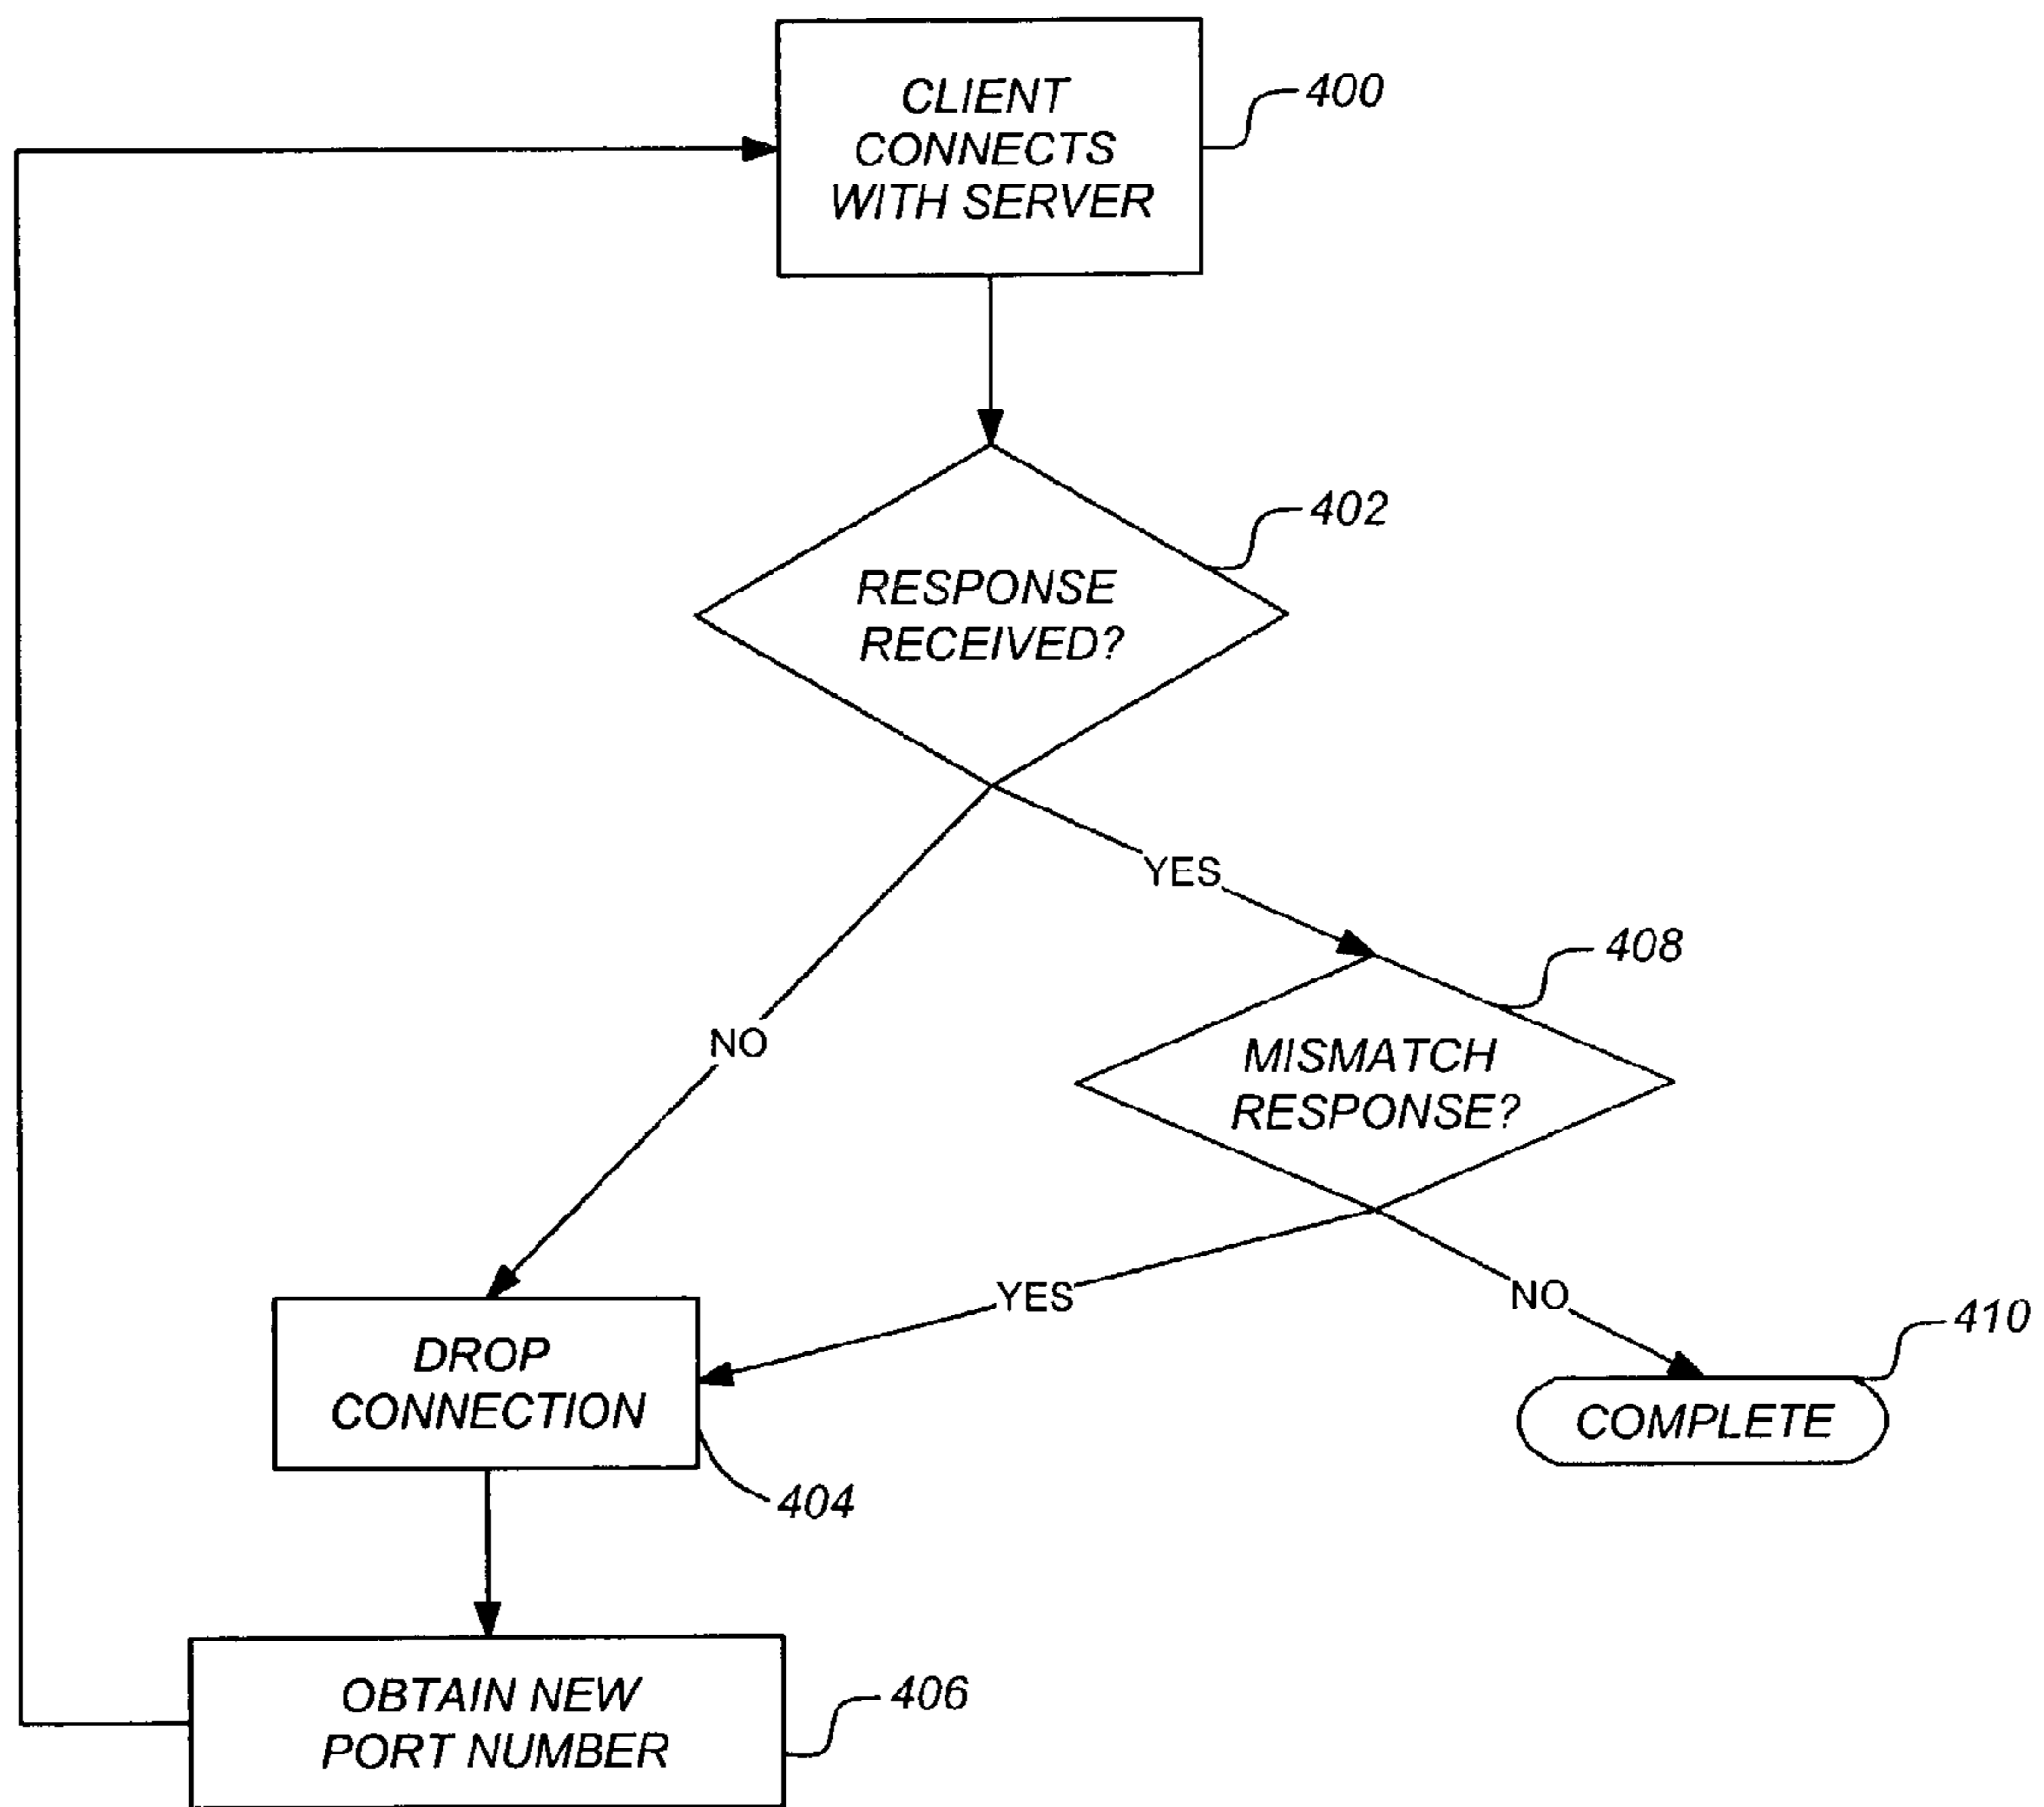 CLIENT
CONNECTS
WITH SERVER
400
402
RESPONSE
RECEIVED?
YES
408
NO
MISMATCH
RESPONSE?
YES
NO
410
DROP
CONNECTION
COMPLETE
404
OBTAIN NEW
PORT NUMBER
406